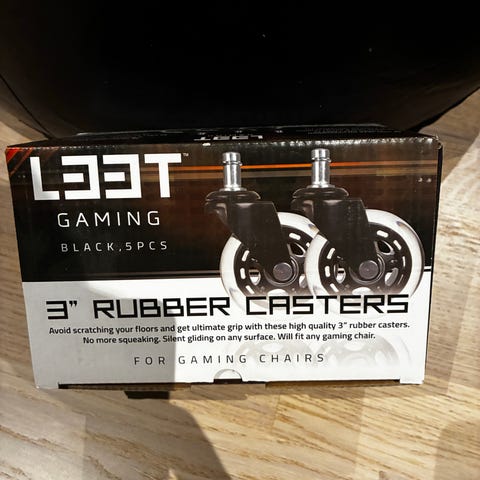 L33T™
GAMING
BLACK, 5PCS
3" RUBBER CASTERS
Avoid scratching your floors and get ultimate grip with these high quality 3" rubber casters.
No more squeaking. Silent gliding on any surface. Will fit any gaming chair.
FOR GAMING CHAIRS